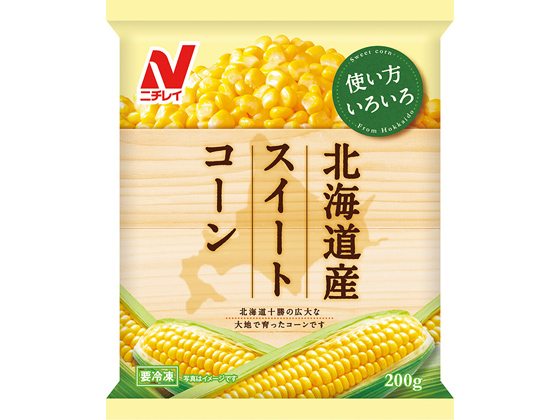 ニチレイ
Sweet corn
使い方
いろいろ
From Hokkaido
北海道産
スイート
コーン
北海道十勝の広大な
大地で育ったコーンです
要冷凍
写真はイメージです
200g